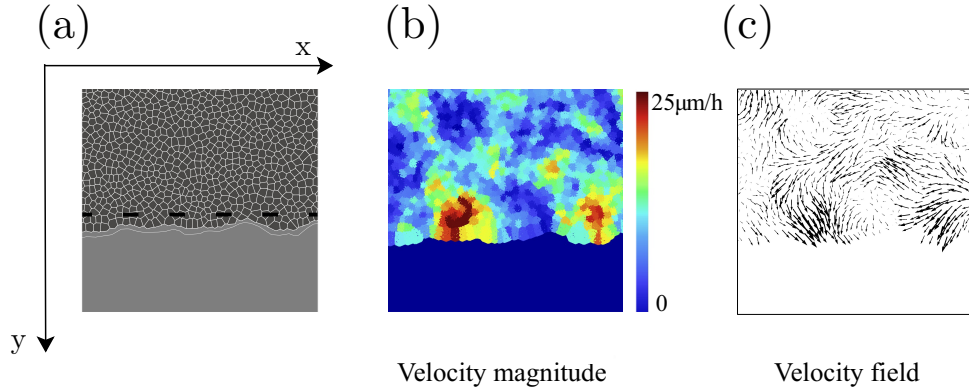 (a)
(b)
(c)
x
y
25μm/h
0
Velocity magnitude
Velocity field